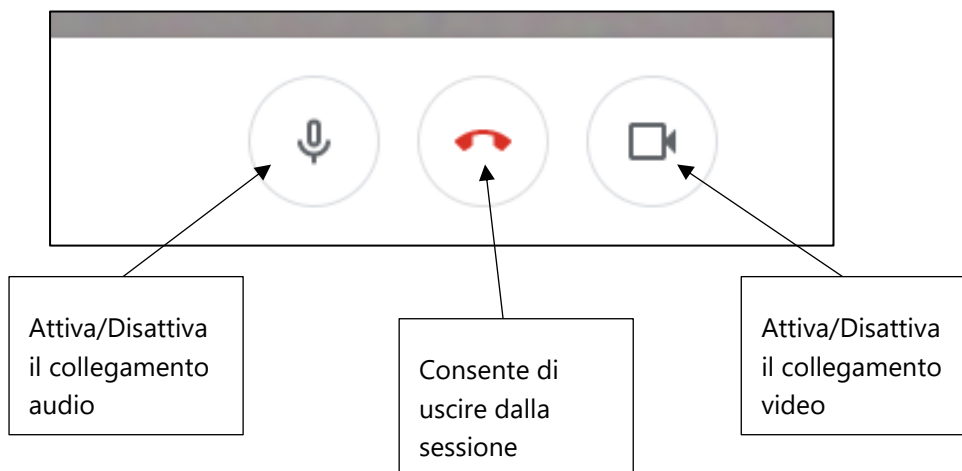 Attiva/Disattiva
il collegamento
audio
Consente di
uscire dalla
sessione
Attiva/Disattiva
il collegamento
video